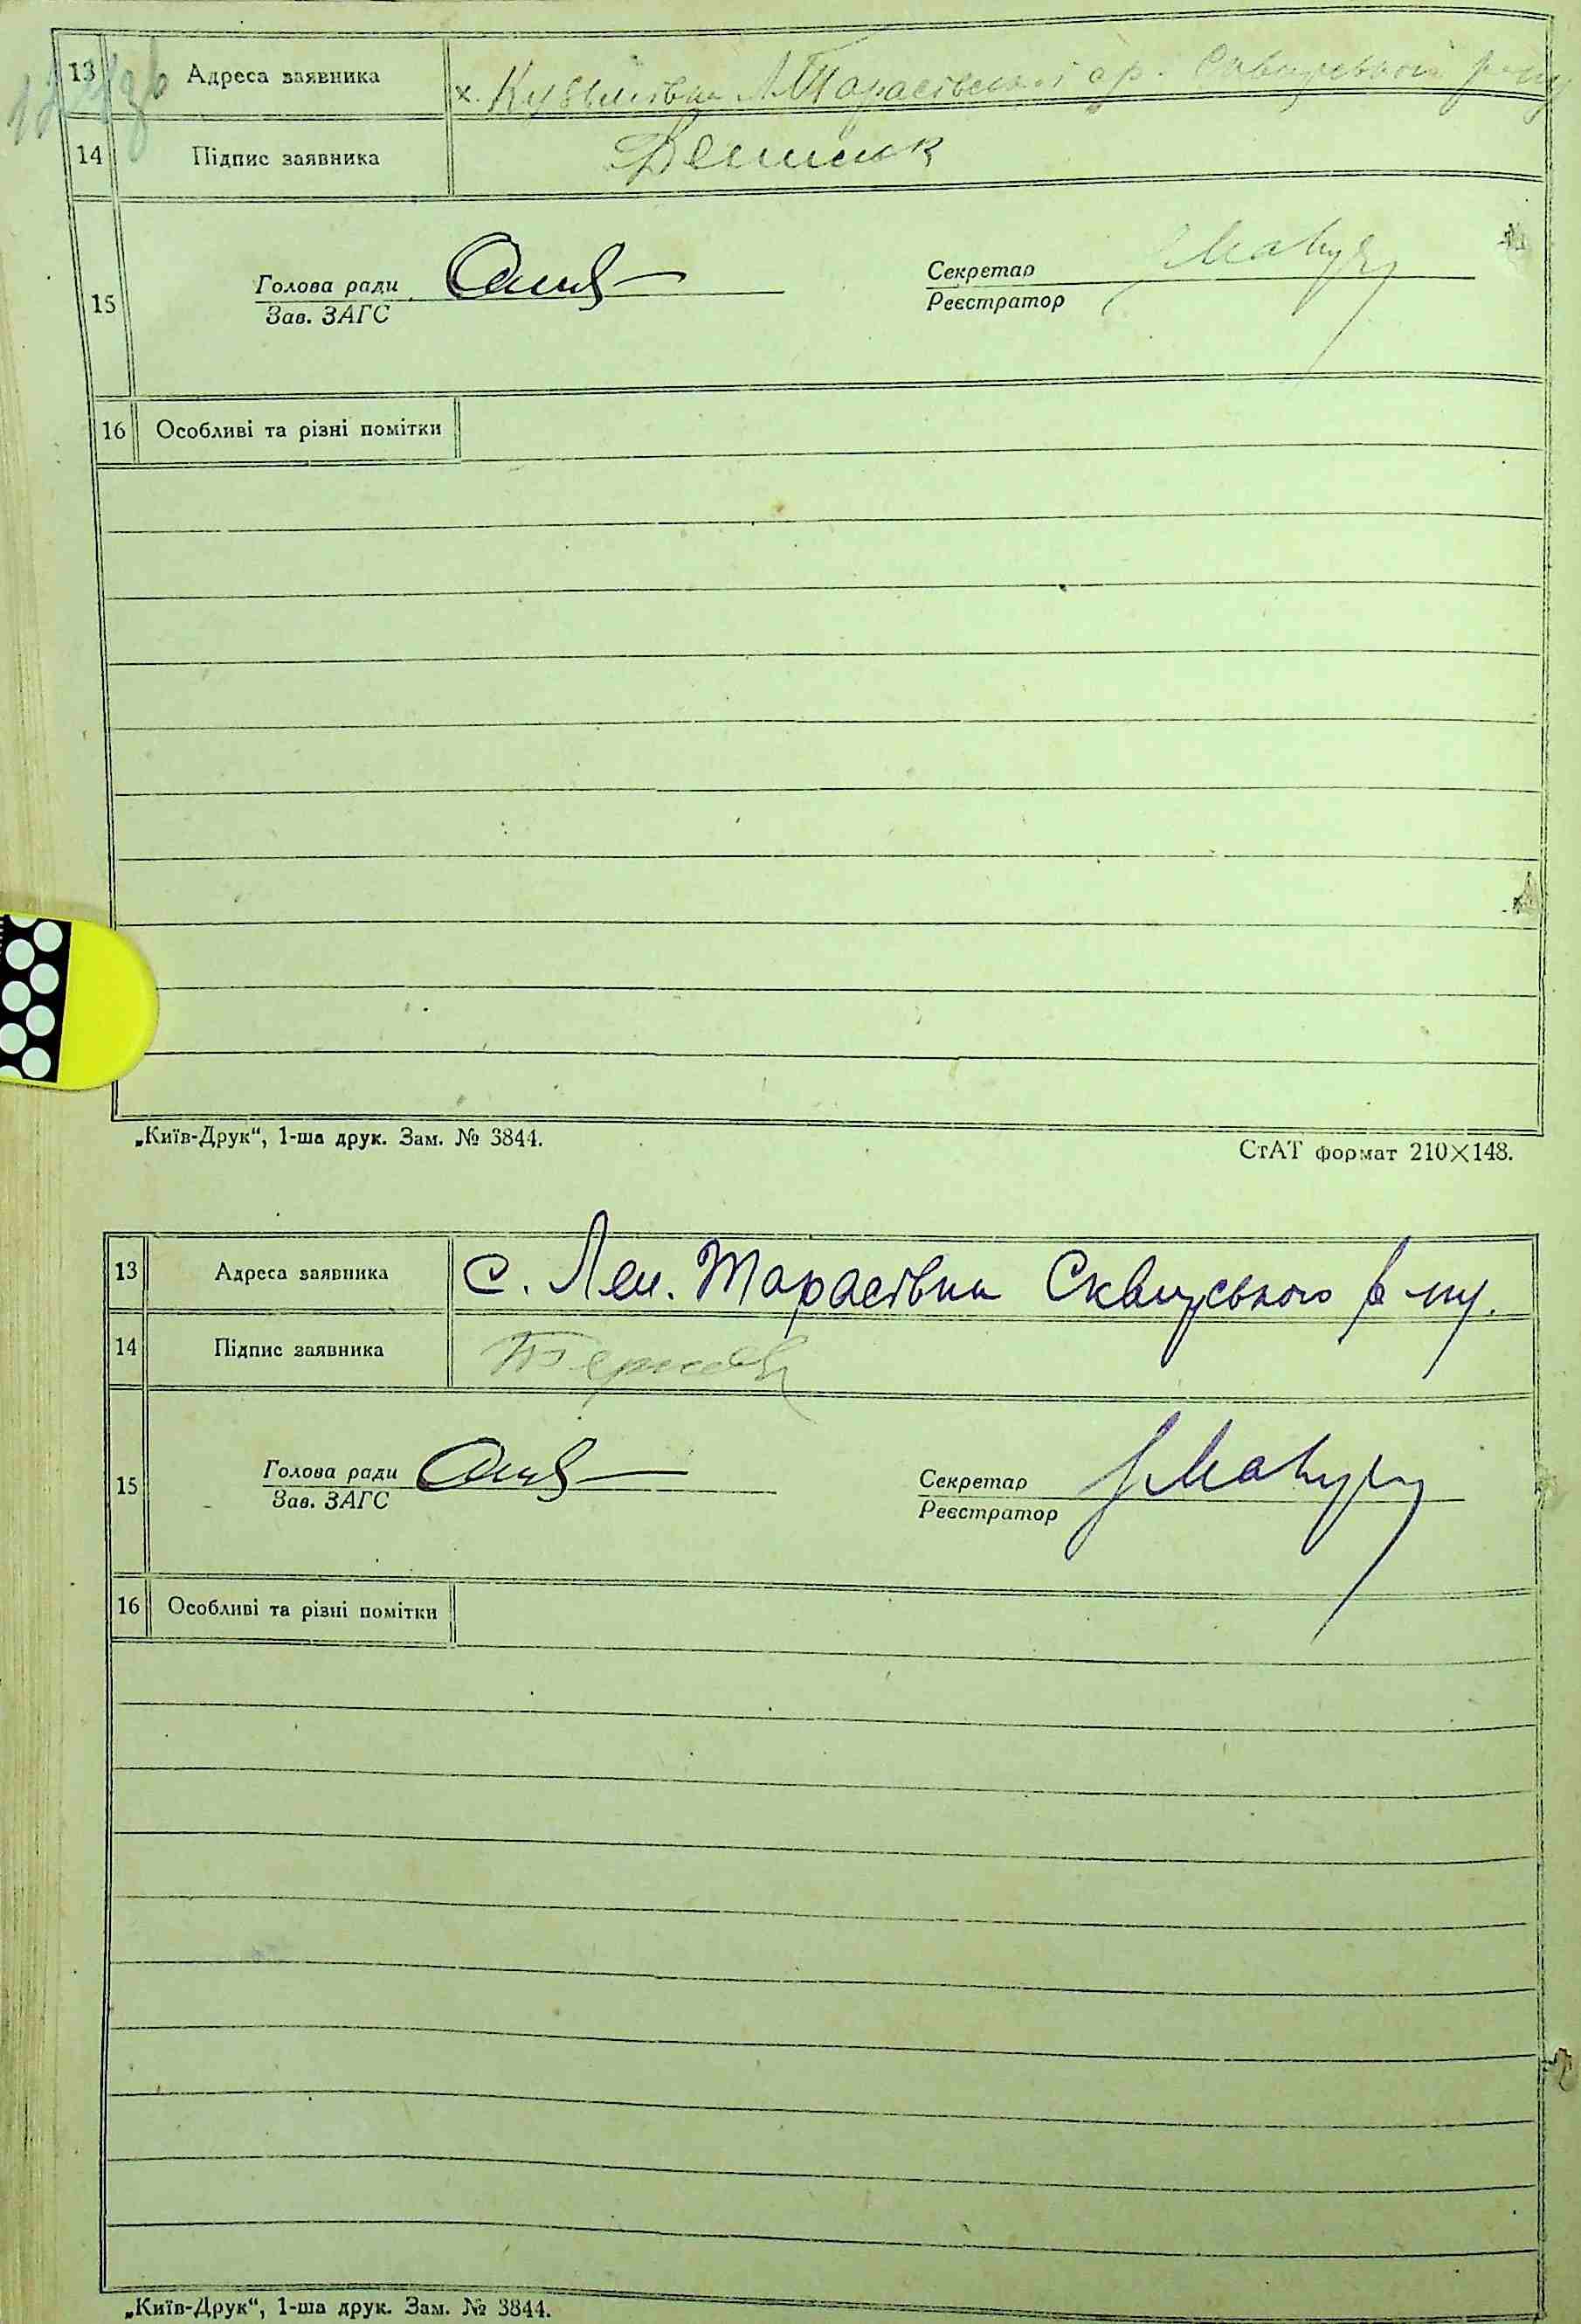 13 Адреса заявника х. Тарасівської с/р. Сквирського р-ну
14 Підпис заявника Денисюк
15 Голова ради Секретар
Зав. ЗАГС Реєстратор
16 Особливі та різні помітки
„Київ-Друк“, 1-ша друк. Зам. № 3844. СтАТ формат 210×148.
13 Адреса заявника с. Лен. Тарасівка Сквирського р-ну.
14 Підпис заявника
15 Голова ради Секретар
Зав. ЗАГС Реєстратор
16 Особливі та різні помітки
„Київ-Друк“, 1-ша друк. Зам. № 3844.